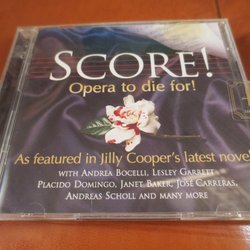 SCORE!
Opera to die for!
As featured in Jilly Cooper's latest novel
WITH ANDREA BOCELLI, LESLEY GARRETT
PLACIDO DOMINGO, JANET BAKER, JOSÉ CARRERAS,
ANDREAS SCHOLL AND MANY MORE